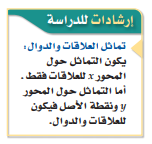 إرشادات للدراسة
تماثل العلاقات والدوال:
يكون التماثل حول
المحور x للعلاقات فقط.
أما التماثل حول المحور
y ونقطة الأصل فيكون
للعلاقات والدوال.